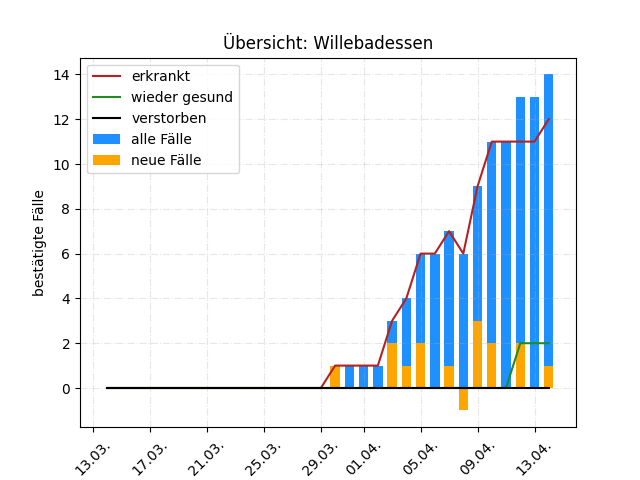 Übersicht: Willebadessen
erkrankt
wieder gesund
verstorben
alle Fälle
neue Fälle
bestätigte Fälle
14
12
10
8
6
4
2
0
13.03.
17.03.
21.03.
25.03.
29.03.
01.04.
05.04.
09.04.
13.04.